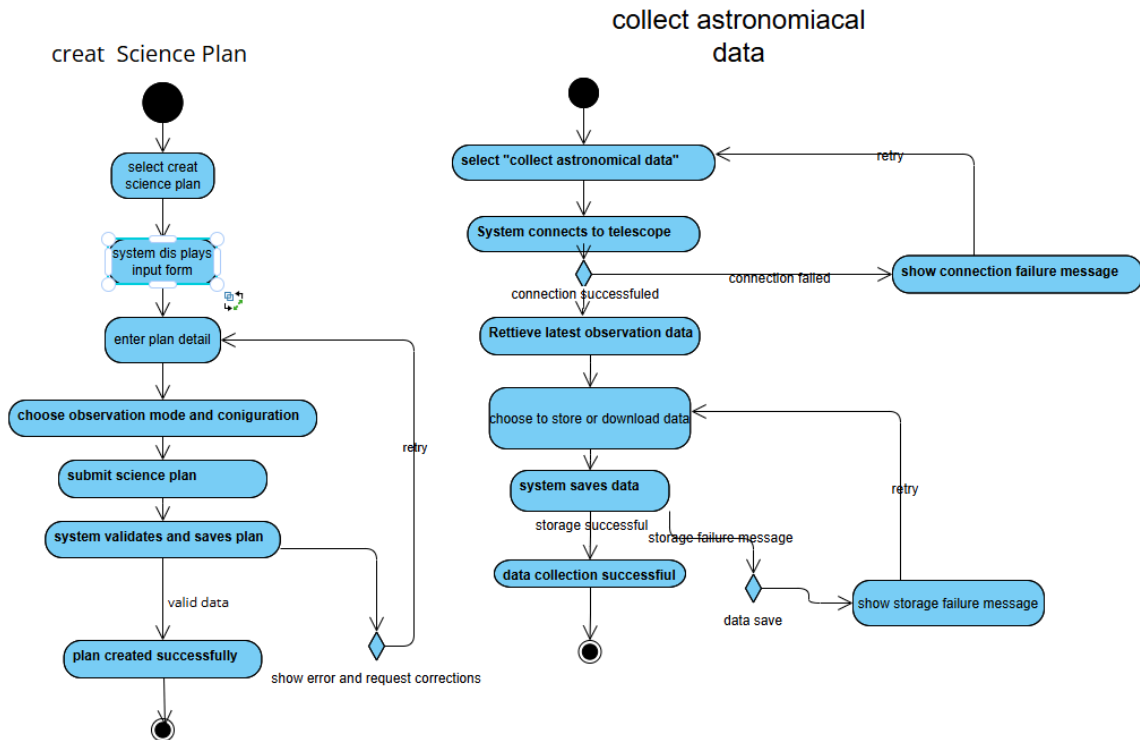 creat Science Plan
select creat
science plan
system dis plays
input form
enter plan detail
choose observation mode and coniguration
retry
submit science plan
system validates and saves plan
valid data
plan created successfully
show error and request corrections
collect astronomiacal
data
select "collect astronomical data"
retry
System connects to telescope
connection failed
show connection failure message
connection successfuled
Rettieve latest observation data
choose to store or download data
system saves data
retry
storage successful
storage failure message
data collection successfiul
show storage failure message
data save